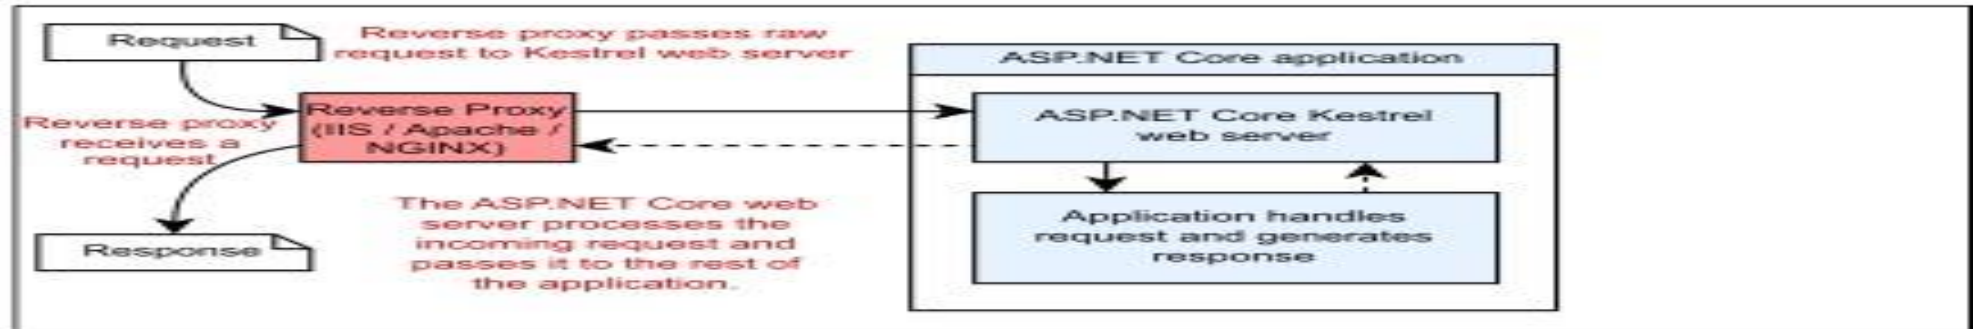 Request
Reverse proxy passes raw
request to Kestrel web server
ASP.NET Core application
Reverse Proxy
(IIS / Apache /
NGINX)
ASP.NET Core Kestrel
web server
Reverse proxy
receives a
request
The ASP.NET Core web
server processes the
incoming request and
passes it to the rest of
the application.
Application handles
request and generates
response
Response